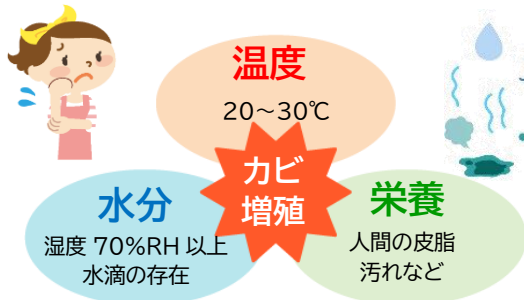 温度
20～30℃
カビ
増殖
水分
湿度 70%RH 以上
水滴の存在
栄養
人間の皮脂
汚れなど